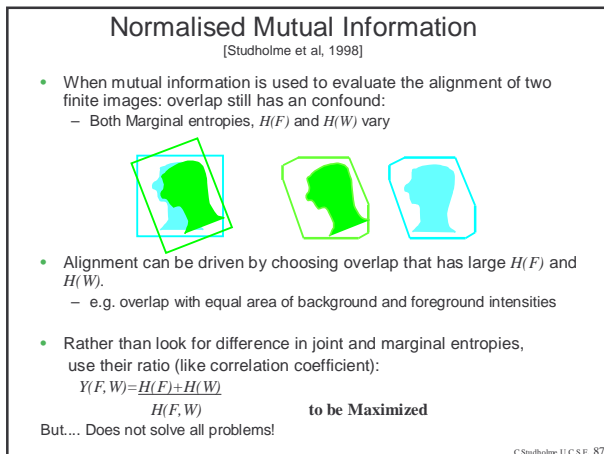 Normalised Mutual Information
[Studholme et al, 1998]
• When mutual information is used to evaluate the alignment of two
finite images: overlap still has an confound:
– Both Marginal entropies, H(F) and H(W) vary
• Alignment can be driven by choosing overlap that has large H(F) and
H(W).
– e.g. overlap with equal area of background and foreground intensities
• Rather than look for difference in joint and marginal entropies,
use their ratio (like correlation coefficient):
Y(F,W)=H(F)+H(W)
H(F,W) to be Maximized
But.... Does not solve all problems!
C.Studholme U.C.S.F. 87